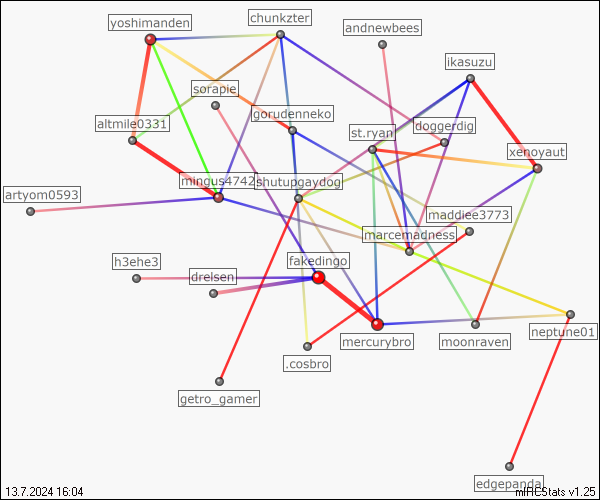 yoshimanden
chunkzter
andnewbees
ikasuzu
sorapie
gorudenneko
altmile0331
st.ryan
doggerdig
xenoyaut
mingus4742
shutupgaydog
artyom0593
maddiee3773
marcemadness
h3ehe3
fakedingo
drelsen
mercurybro
moonraven
neptune01
.cosbro
getro_gamer
edgepanda
13.7.2024 16:04
mIRCStats v1.25